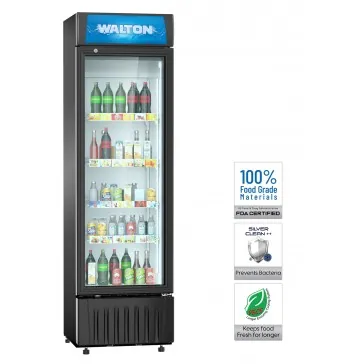 WALTON
100%
Food Grade
Materials
FDA CERTIFIED
SILVER
CLEAN ++
Prevents Bacteria
Keeps food
Fresh for longer